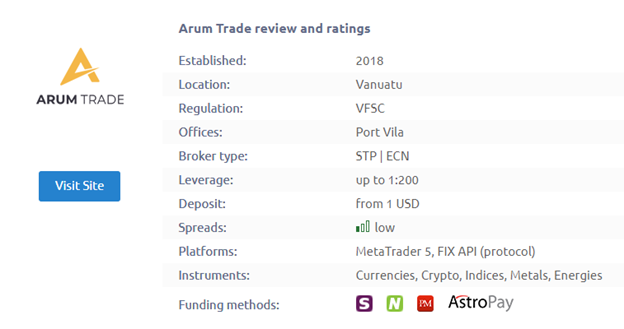 Arum Trade review and ratings
ARUM TRADE
Visit Site
Established: 2018
Location: Vanuatu
Regulation: VFSC
Offices: Port Vila
Broker type: STP | ECN
Leverage: up to 1:200
Deposit: from 1 USD
Spreads: low
Platforms: MetaTrader 5, FIX API (protocol)
Instruments: Currencies, Crypto, Indices, Metals, Energies
Funding methods: S N PM AstroPay